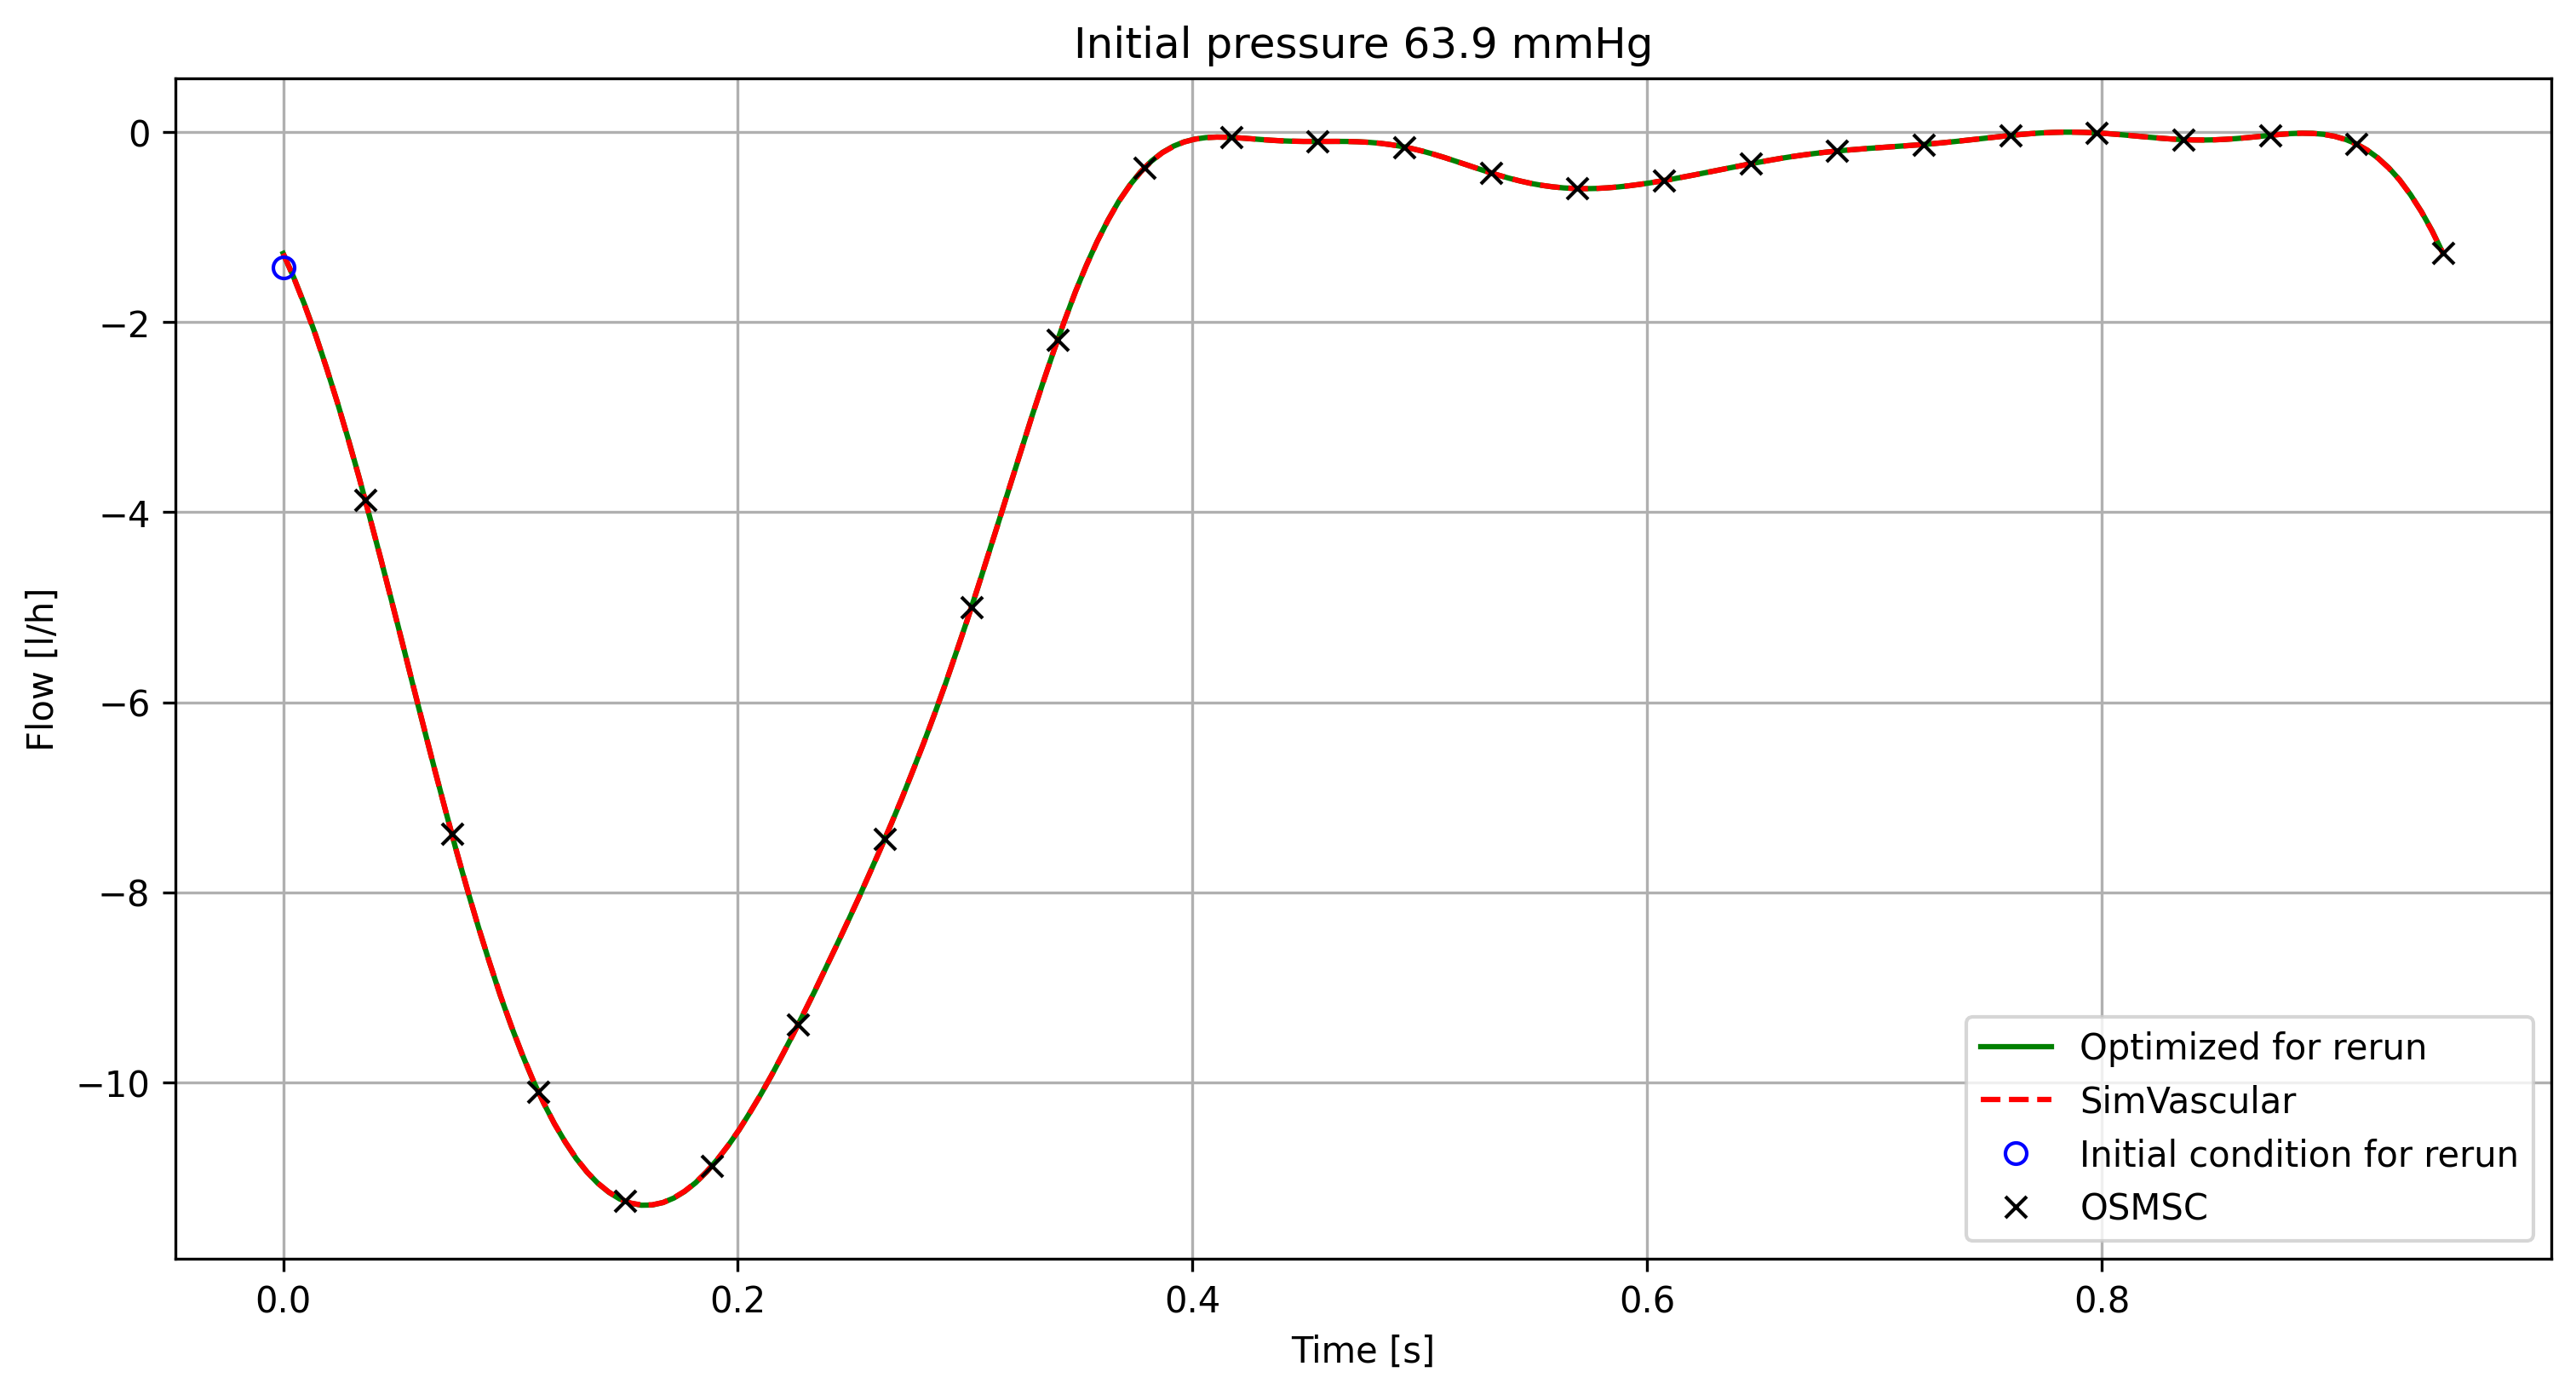 Initial pressure 63.9 mmHg
Flow [l/h]
0
−2
−4
−6
−8
−10
0.0 0.2 0.4 0.6 0.8
Time [s]
Optimized for rerun
SimVascular
Initial condition for rerun
OSMSC